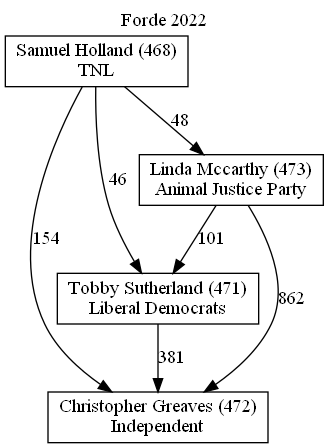 Forde 2022
Samuel Holland (468)
TNL
48
Linda Mccarthy (473)
Animal Justice Party
46
154
101
Tobby Sutherland (471)
Liberal Democrats
862
381
Christopher Greaves (472)
Independent